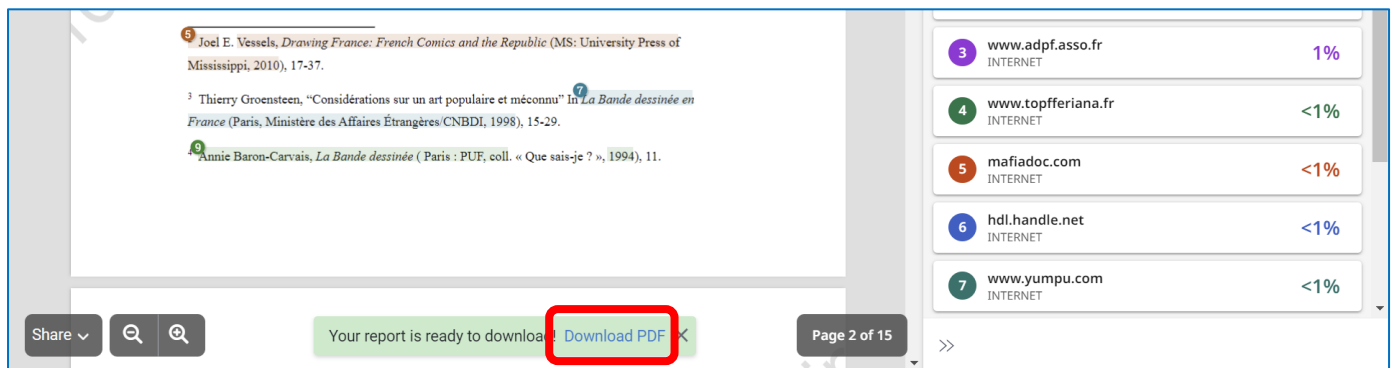 5 Joel E. Vessels, Drawing France: French Comics and the Republic (MS: University Press of
Mississippi, 2010), 17-37.
7
3 Thierry Groensteen, “Considérations sur un art populaire et méconnu” In La Bande dessinée en
France (Paris, Ministère des Affaires Étrangères/CNBDI, 1998), 15-29.
9
4 Annie Baron-Carvais, La Bande dessinée ( Paris : PUF, coll. « Que sais-je ? », 1994), 11.
Share
Your report is ready to download! Download PDF
Page 2 of 15
3 www.adpf.asso.fr 1%
INTERNET
4 www.topfferiana.fr <1%
INTERNET
5 mafiadoc.com <1%
INTERNET
6 hdl.handle.net <1%
INTERNET
7 www.yumpu.com <1%
INTERNET